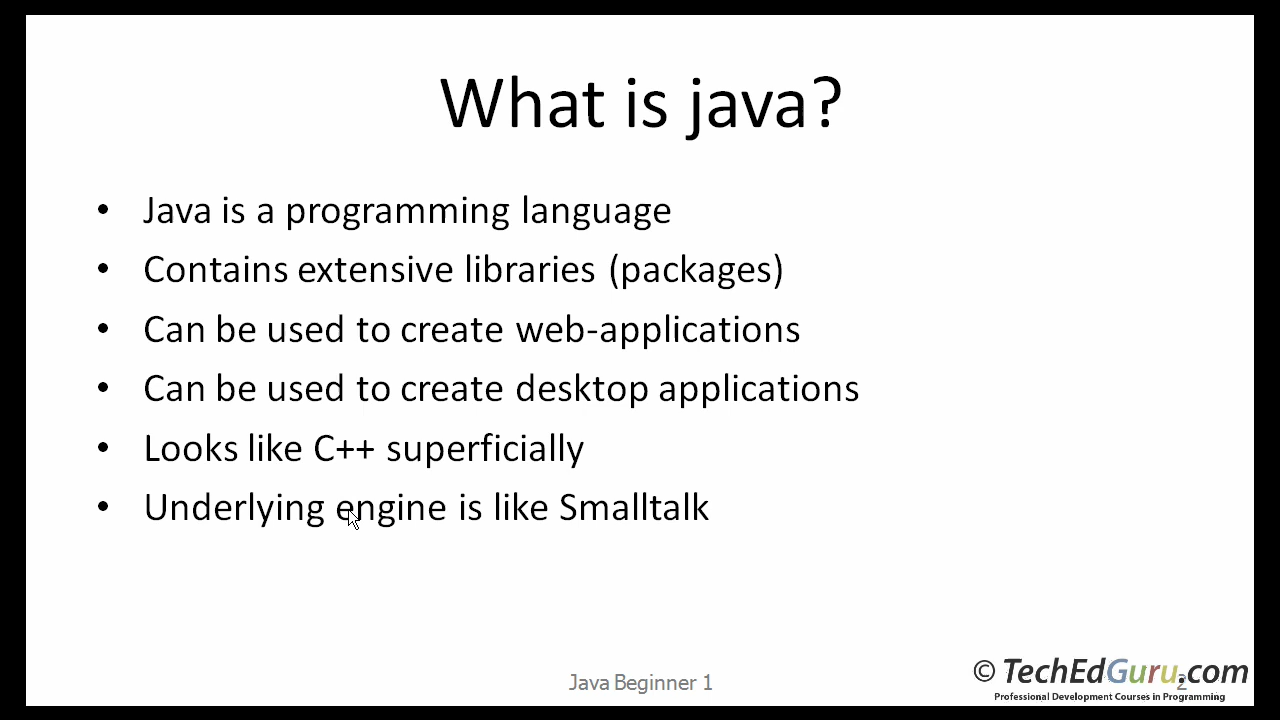 What is java?
• Java is a programming language
• Contains extensive libraries (packages)
• Can be used to create web-applications
• Can be used to create desktop applications
• Looks like C++ superficially
• Underlying engine is like Smalltalk
Java Beginner 1
© TechEdGuru.com
2
Professional Development Courses in Programming